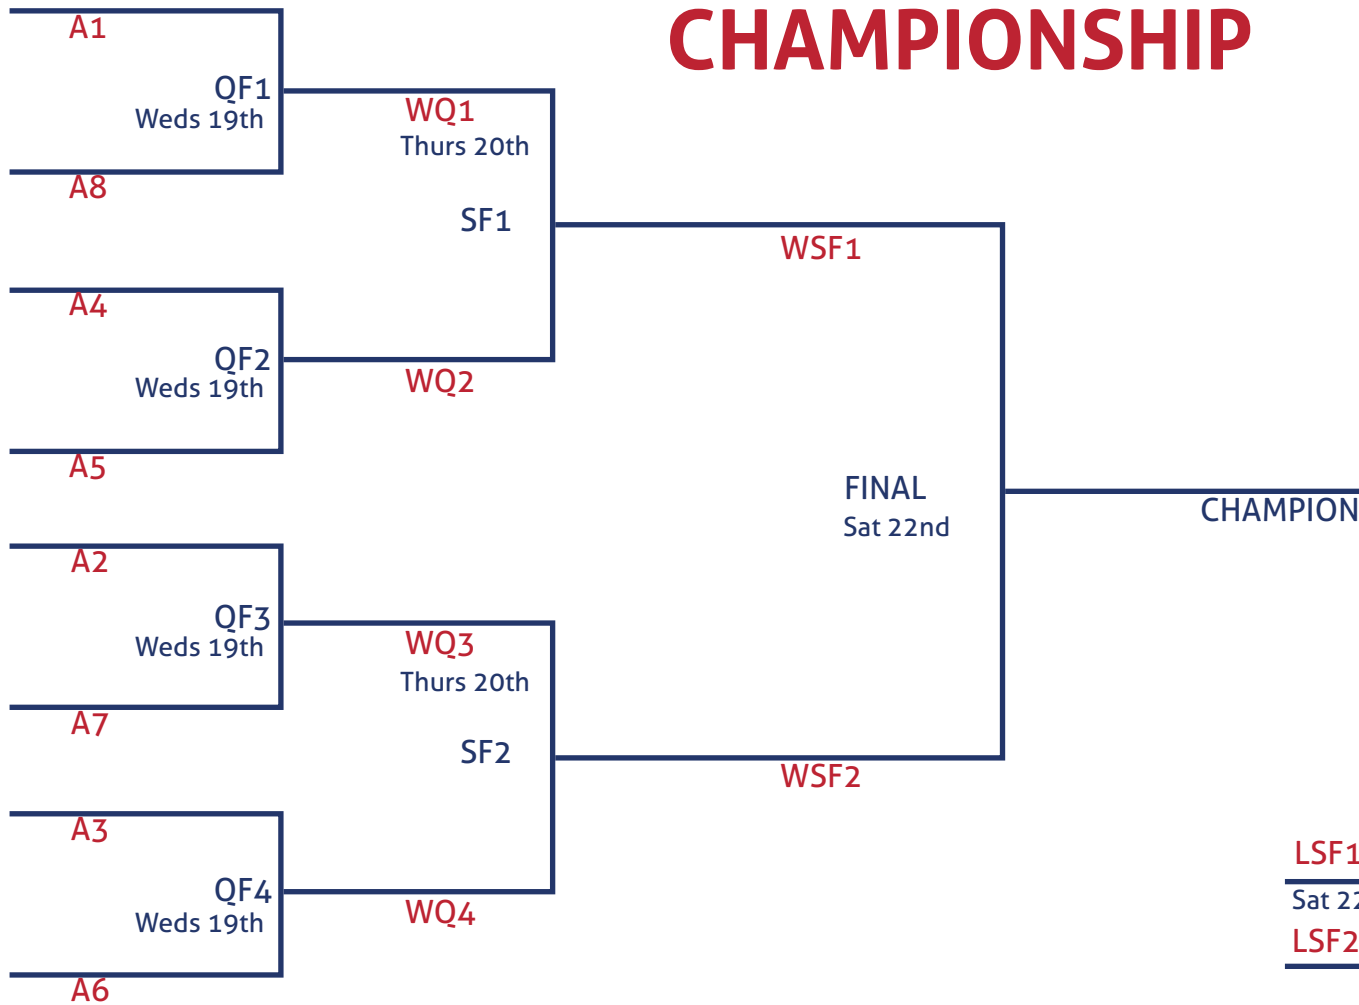 CHAMPIONSHIP
A1
QF1
Weds 19th
A8
WQ1
Thurs 20th
SF1
A4
QF2
Weds 19th
A5
WQ2
WSF1
FINAL
Sat 22nd
CHAMPION
A2
QF3
Weds 19th
A7
WQ3
Thurs 20th
SF2
WSF2
A3
QF4
Weds 19th
A6
WQ4
LSF1
Sat 22
LSF2